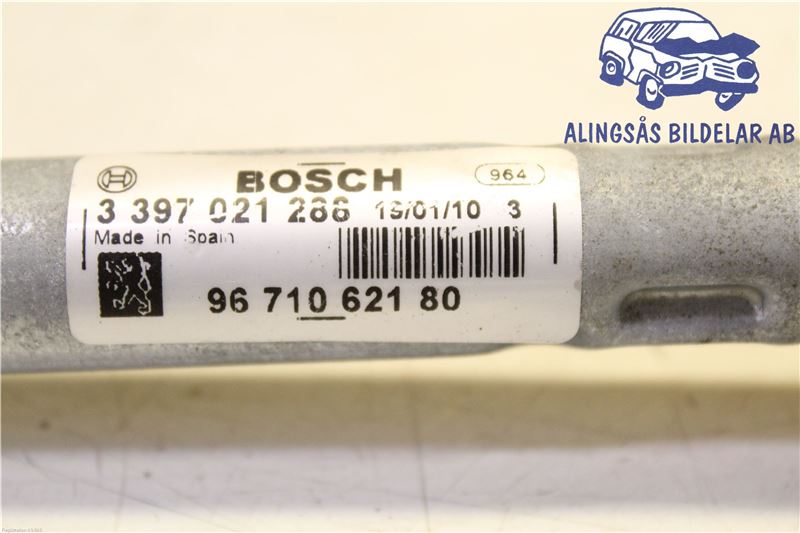 ALINGSÅS BILDELAR AB
BOSCH
964
3 397 021 286 19/01/10 3
Made in Spain
96 710 621 80